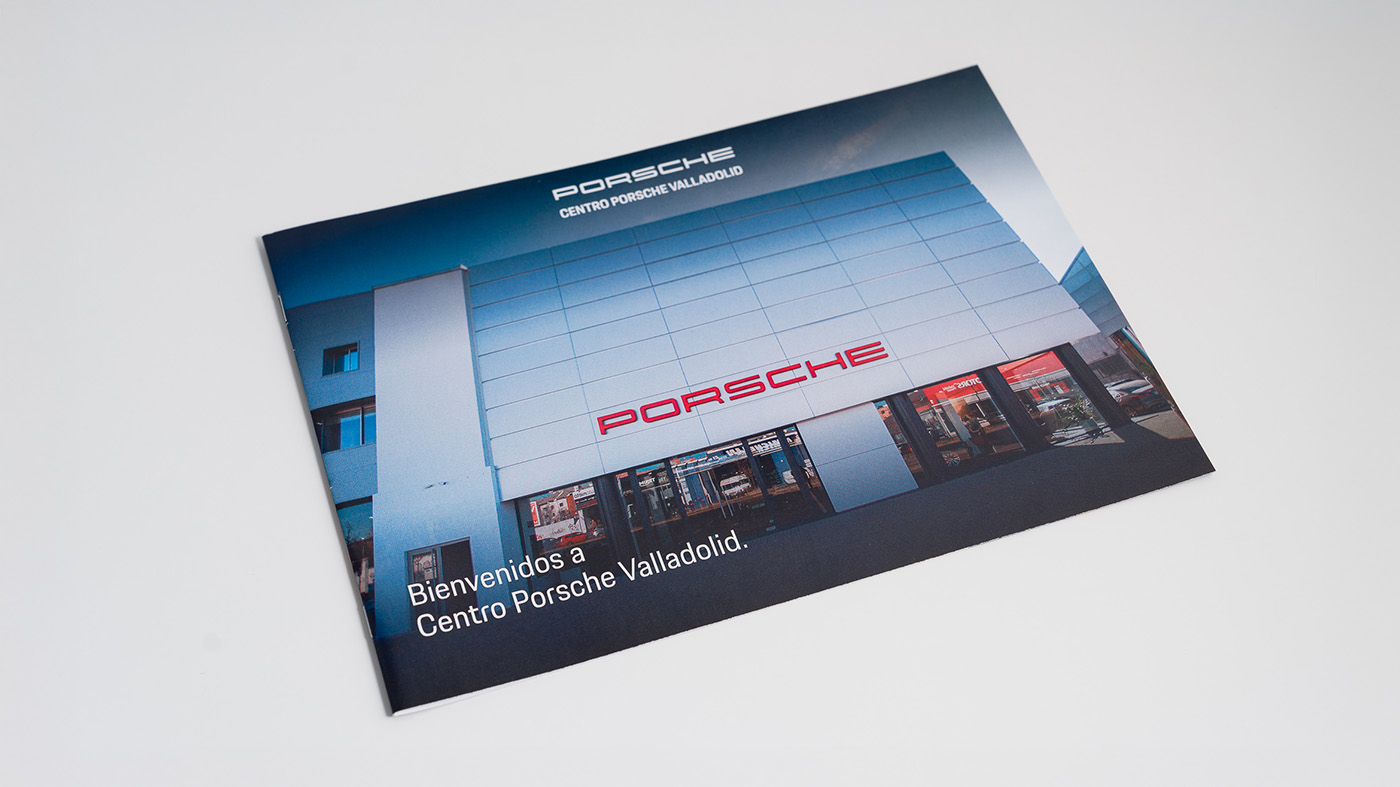 PORSCHE
CENTRO PORSCHE VALLADOLID
PORSCHE
Bienvenidos a
Centro Porsche Valladolid.